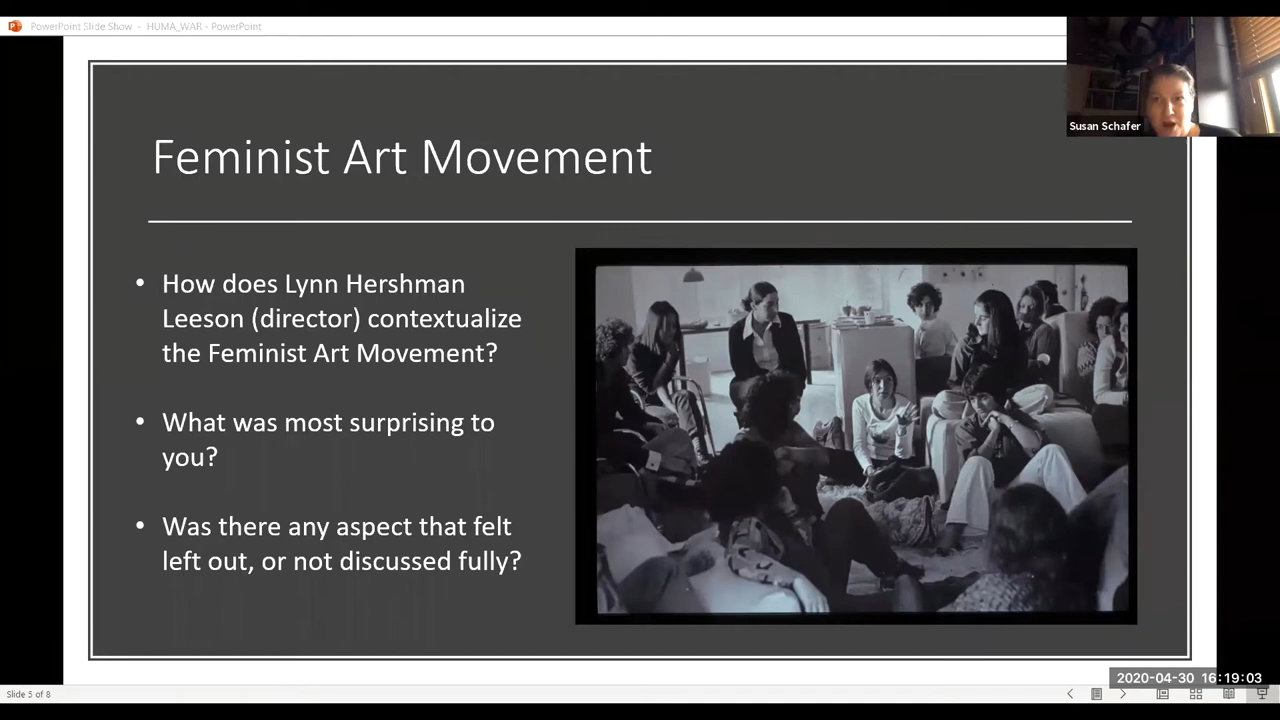 PowerPoint Slide Show - HUMA_WAR - PowerPoint
Susan Schafer
Feminist Art Movement
• How does Lynn Hershman
Leeson (director) contextualize
the Feminist Art Movement?
• What was most surprising to
you?
• Was there any aspect that felt
left out, or not discussed fully?
2020-04-30 16:19:03
Slide 5 of 8